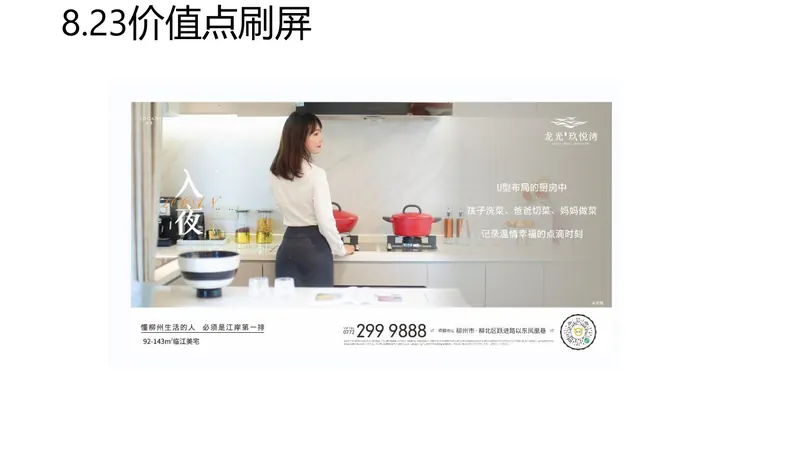 8.23价值点刷屏
龙光 玖悦湾
入夜
U型布局的厨房中
孩子洗菜、爸爸切菜、妈妈做菜
记录温情幸福的点滴时刻
懂柳州生活的人 必须是江岸第一排
92-143㎡临江美宅
0772 299 9888
柳州市·柳北区跃进路以东凤凰巷